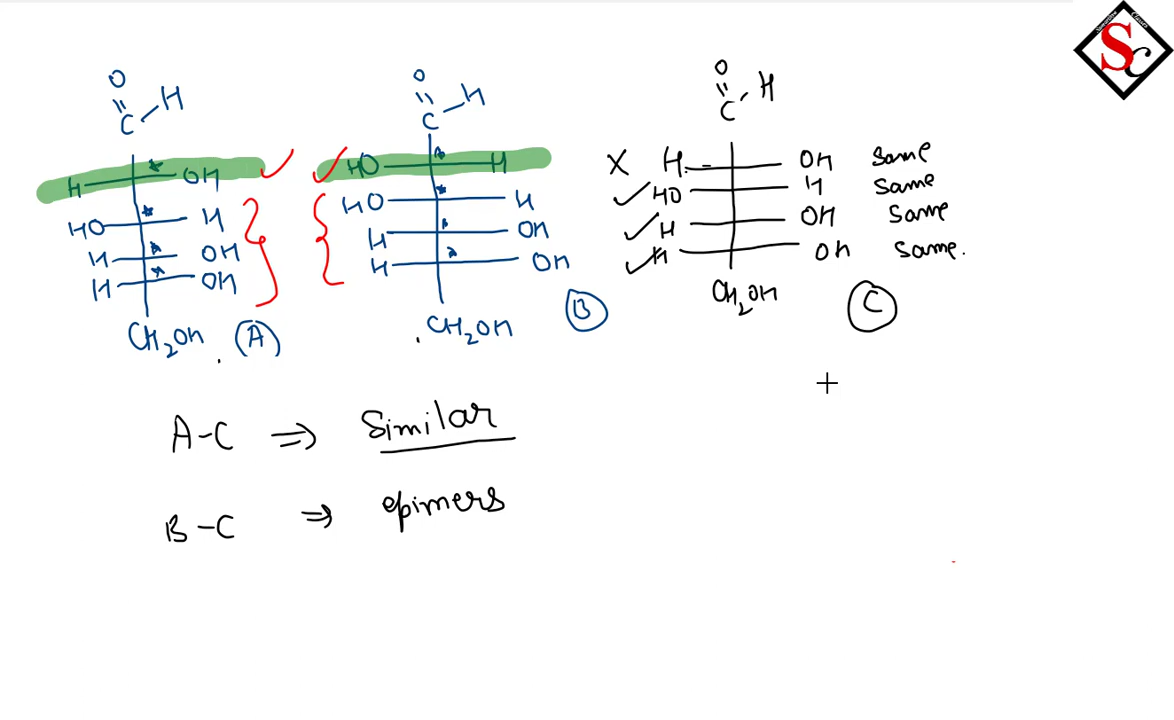 O
C H
H OH
HO H
H OH
H OH
CH2OH (A)
O
C H
HO H
HO H
H OH
H OH
CH2OH (B)
O
C H
X H OH Same
✓ HO H Same
✓ H OH Same
✓ H OH Same.
CH2OH (C)
A-C ⇒ Similar
B-C ⇒ epimers
SC